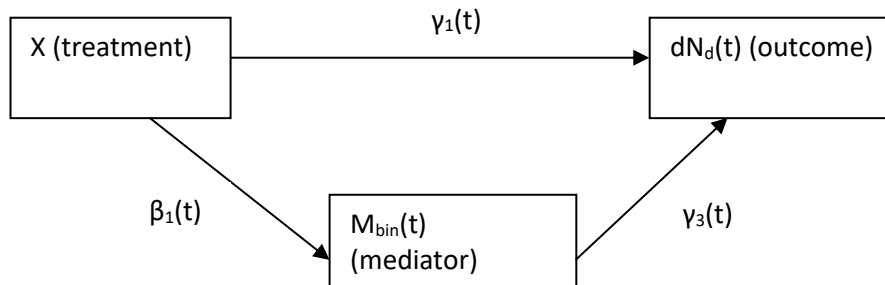 γ₁(t)
X (treatment)
dN_d(t) (outcome)
β₁(t)
M_bin(t)
(mediator)
γ₃(t)